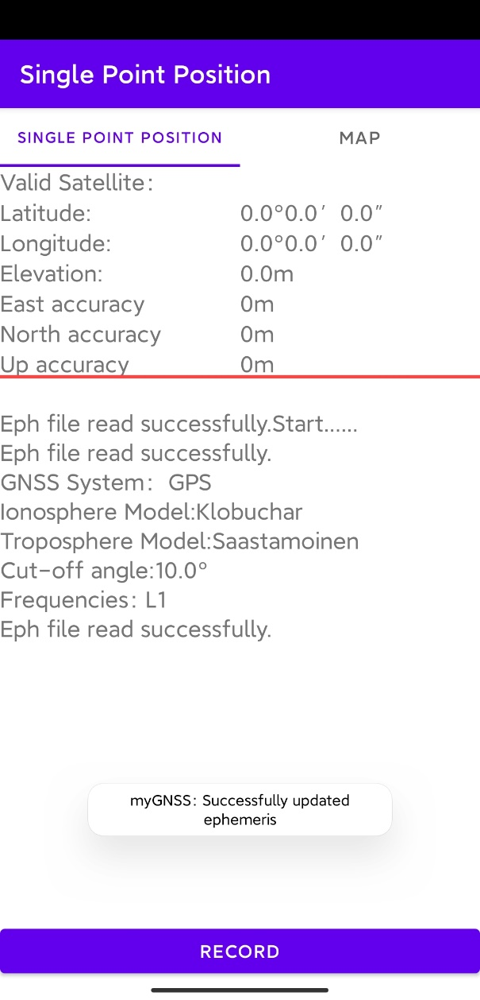 Single Point Position
SINGLE POINT POSITION MAP
Valid Satellite:
Latitude: 0.0°0.0′ 0.0″
Longitude: 0.0°0.0′ 0.0″
Elevation: 0.0m
East accuracy 0m
North accuracy 0m
Up accuracy 0m
Eph file read successfully.Start......
Eph file read successfully.
GNSS System: GPS
Ionosphere Model:Klobuchar
Troposphere Model:Saastamoinen
Cut-off angle:10.0°
Frequencies: L1
Eph file read successfully.
myGNSS: Successfully updated
ephemeris
RECORD